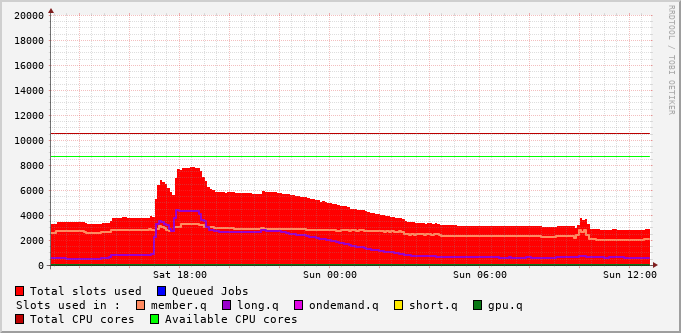 20000
18000
16000
14000
12000
10000
8000
6000
4000
2000
0
Sat 18:00 Sun 00:00 Sun 06:00 Sun 12:00
Total slots used Queued Jobs
Slots used in : member.q long.q ondemand.q short.q gpu.q
Total CPU cores Available CPU cores
RRDTOOL / TOBI OETIKER